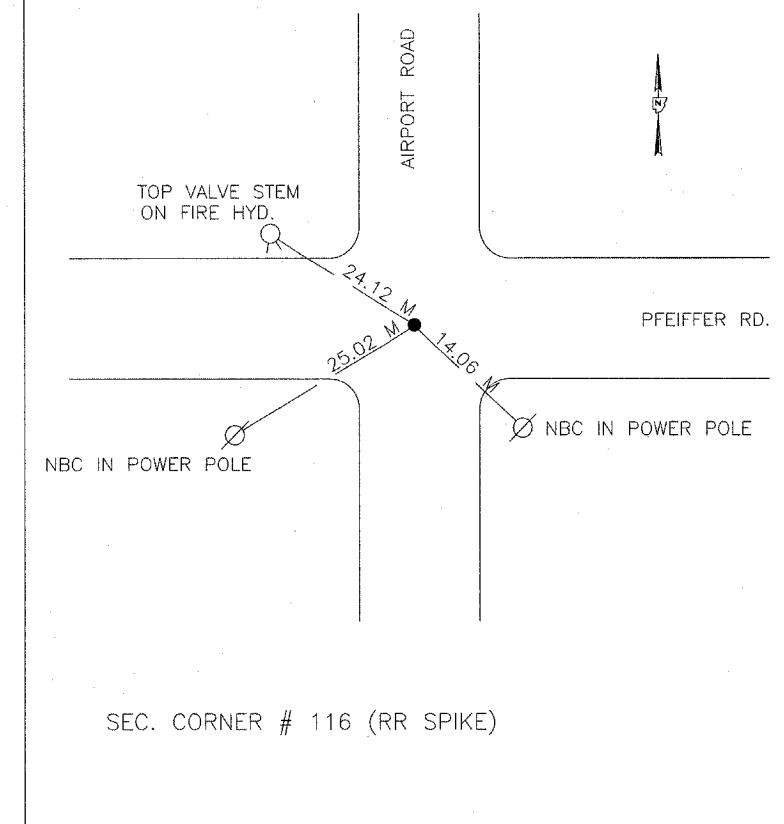 AIRPORT ROAD
N
TOP VALVE STEM
ON FIRE HYD.
24.12 M
PFEIFFER RD.
25.02 M
14.06 M
NBC IN POWER POLE
NBC IN POWER POLE
SEC. CORNER # 116 (RR SPIKE)